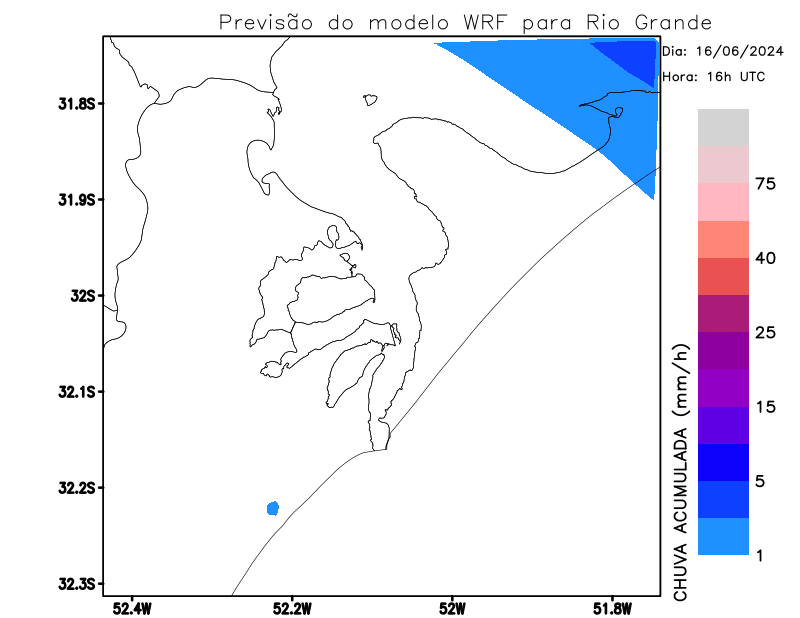 Previsão do modelo WRF para Rio Grande
Dia: 16/06/2024
Hora: 16h UTC
31.8S
31.9S
32S
32.1S
32.2S
32.3S
52.4W
52.2W
52W
51.8W
75
40
25
15
5
1
CHUVA ACUMULADA (mm/h)